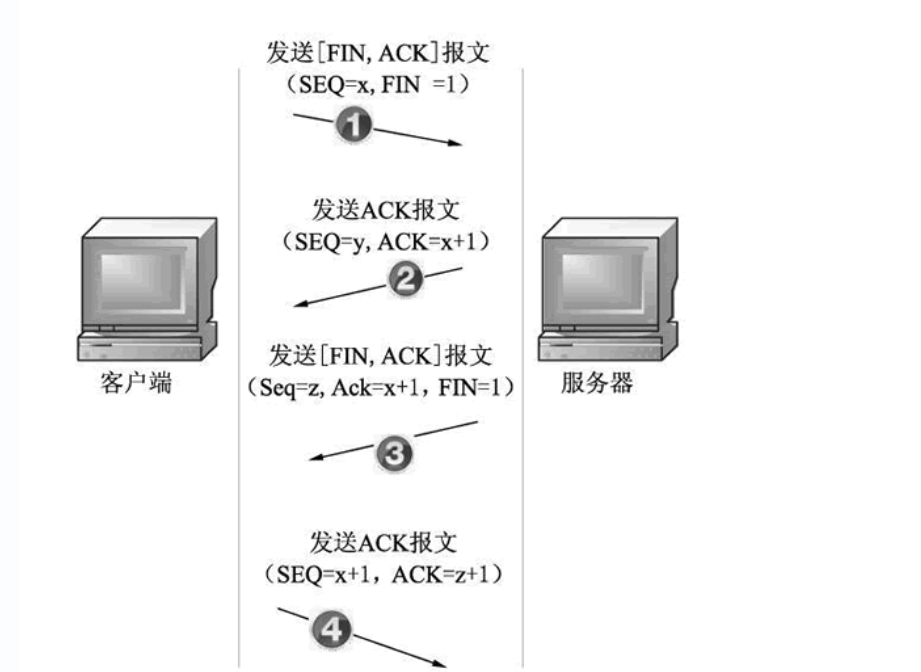 发送[FIN, ACK]报文
（SEQ=x, FIN =1）
1
发送ACK报文
（SEQ=y, ACK=x+1）
2
发送[FIN, ACK]报文
（Seq=z, Ack=x+1，FIN=1）
客户端
服务器
3
发送ACK报文
（SEQ=x+1，ACK=z+1）
4